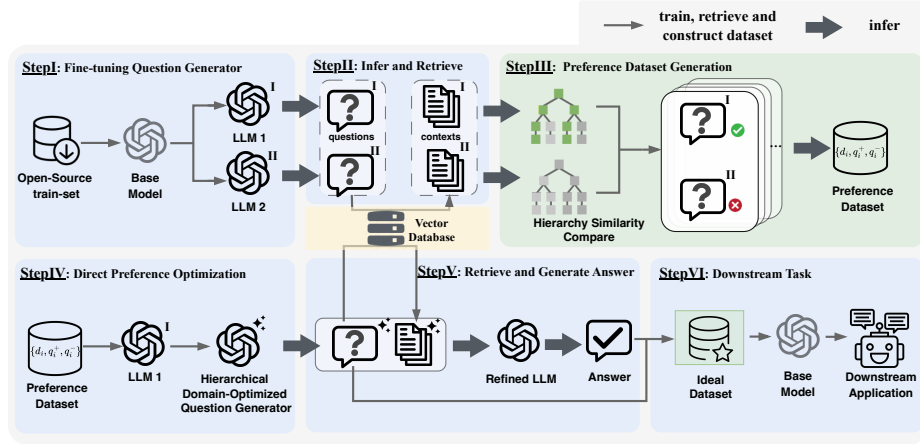 train, retrieve and
construct dataset
infer
StepI: Fine-tuning Question Generator
Open-Source
train-set
Base
Model
I
LLM 1
II
LLM 2
StepII: Infer and Retrieve
I
questions
II
I
contexts
II
Vector
Database
StepIII: Preference Dataset Generation
Hierarchy Similarity
Compare
I
II
...
{d_i, q_i^+, q_i^-}
Preference
Dataset
StepIV: Direct Preference Optimization
{d_i, q_i^+, q_i^-}
Preference
Dataset
I
LLM 1
Hierarchical
Domain-Optimized
Question Generator
StepV: Retrieve and Generate Answer
Refined LLM
Answer
StepVI: Downstream Task
Ideal
Dataset
Base
Model
Downstream
Application